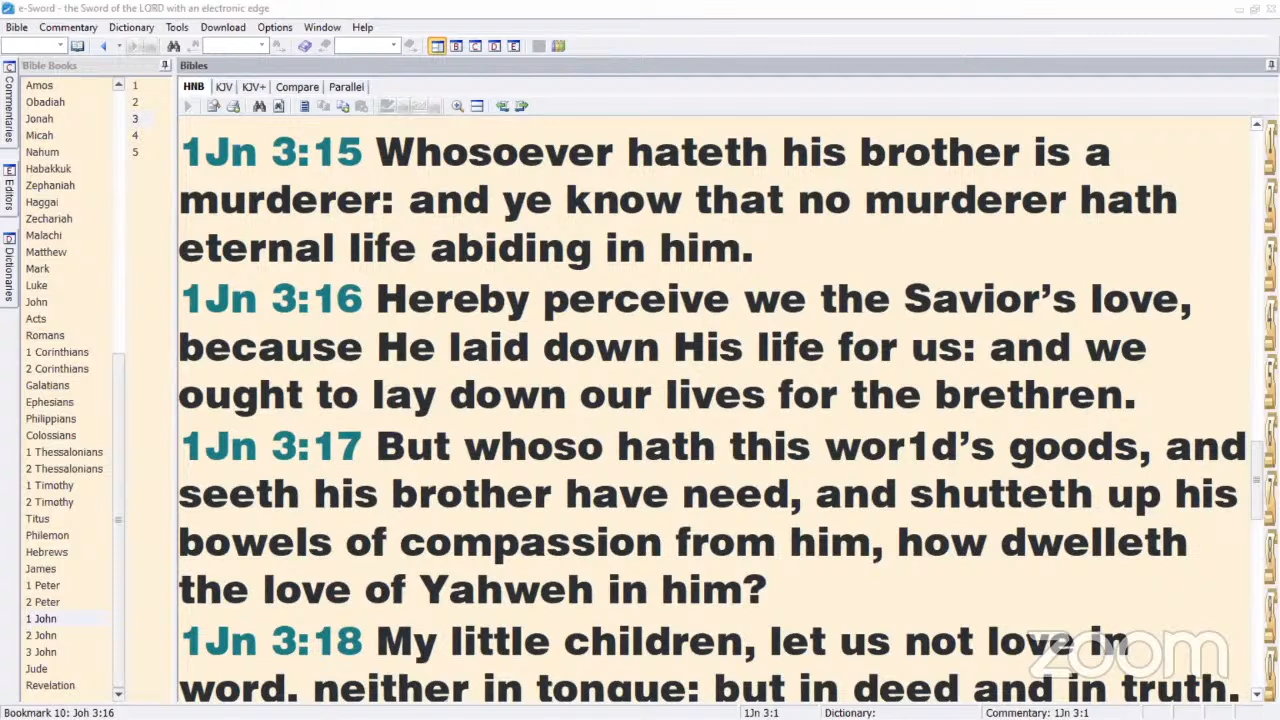 e-Sword - the Sword of the LORD with an electronic edge
Bible Commentary Dictionary Tools Download Options Window Help
B C D E
Bible Books
Bibles
HNB KJV KJV+ Compare Parallel
C Commentaries
E Editors
D Dictionaries
Amos
Obadiah
Jonah
Micah
Nahum
Habakkuk
Zephaniah
Haggai
Zechariah
Malachi
Matthew
Mark
Luke
John
Acts
Romans
1 Corinthians
2 Corinthians
Galatians
Ephesians
Philippians
Colossians
1 Thessalonians
2 Thessalonians
1 Timothy
2 Timothy
Titus
Philemon
Hebrews
James
1 Peter
2 Peter
1 John
2 John
3 John
Jude
Revelation
1
2
3
4
5
1Jn 3:15 Whosoever hateth his brother is a
murderer: and ye know that no murderer hath
eternal life abiding in him.
1Jn 3:16 Hereby perceive we the Savior’s love,
because He laid down His life for us: and we
ought to lay down our lives for the brethren.
1Jn 3:17 But whoso hath this wor1d’s goods, and
seeth his brother have need, and shutteth up his
bowels of compassion from him, how dwelleth
the love of Yahweh in him?
1Jn 3:18 My little children, let us not love in
word, neither in tongue; but in deed and in truth.
zoom
Bookmark 10: Joh 3:16
1Jn 3:1
Dictionary:
Commentary: 1Jn 3:1